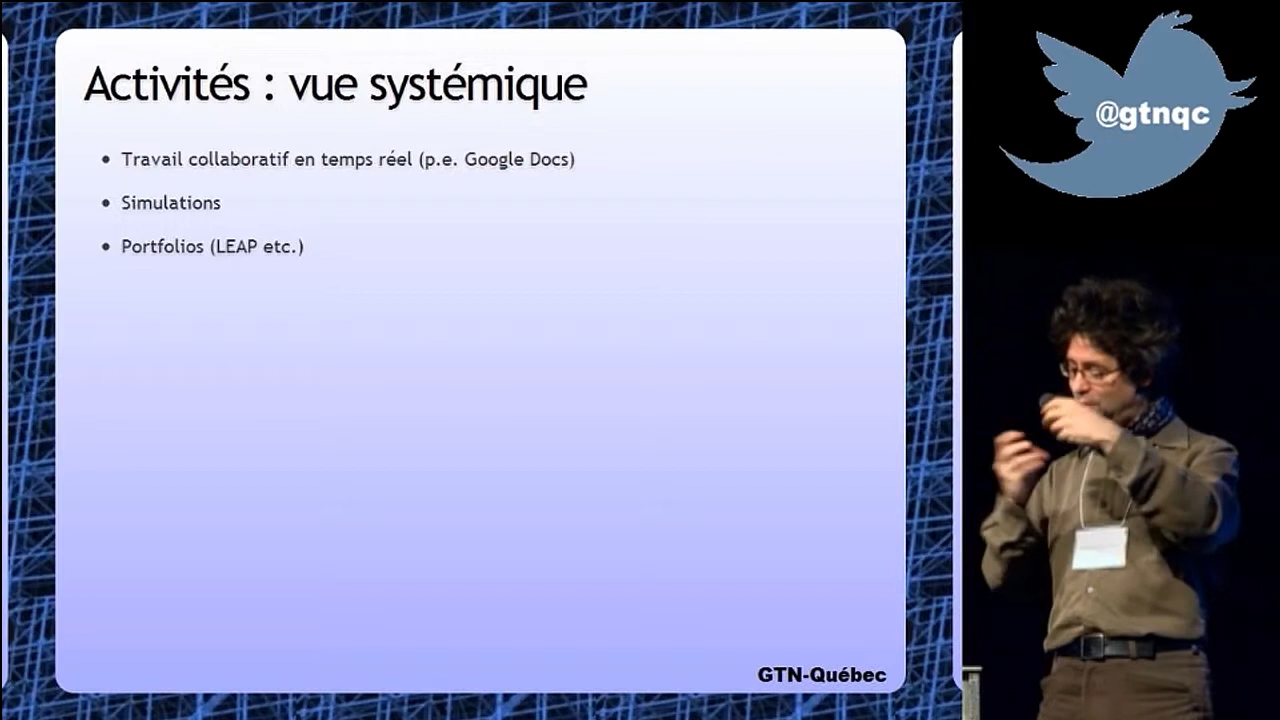 Activités : vue systémique
• Travail collaboratif en temps réel (p.e. Google Docs)
• Simulations
• Portfolios (LEAP etc.)
GTN-Québec
@gtnqc